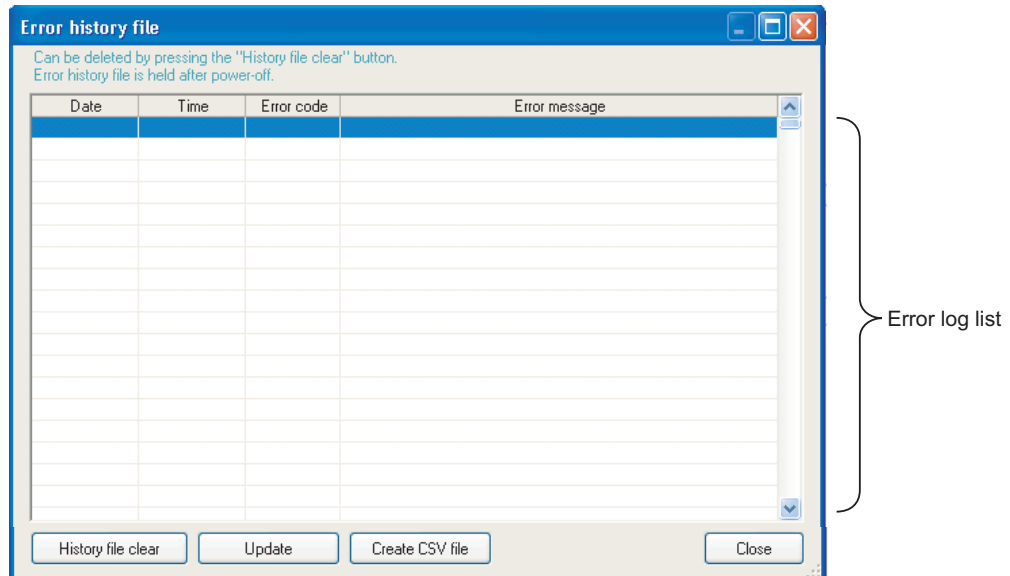 Error history file
Can be deleted by pressing the "History file clear" button.
Error history file is held after power-off.
Date Time Error code Error message
Error log list
History file clear Update Create CSV file Close